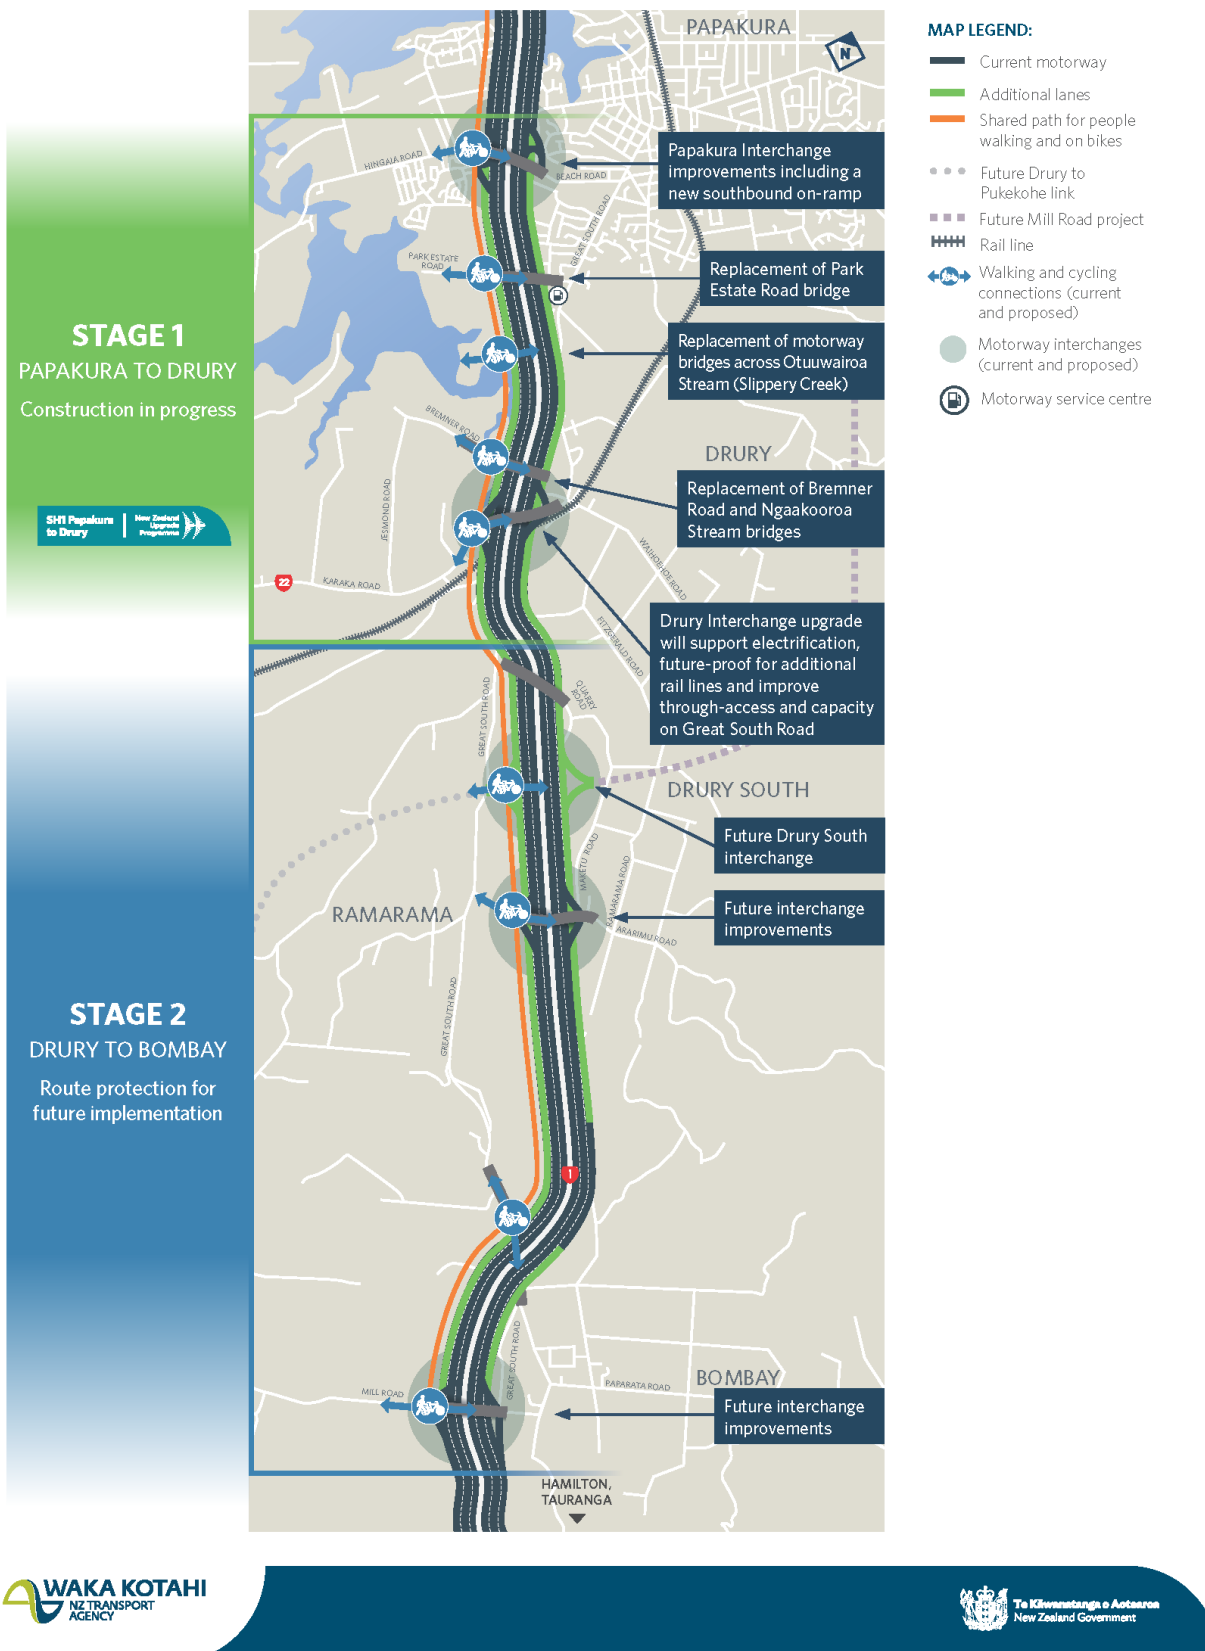 PAPAKURA
N
MAP LEGEND:
Current motorway
Additional lanes
Shared path for people
walking and on bikes
Future Drury to
Pukekohe link
Future Mill Road project
Rail line
Walking and cycling
connections (current
and proposed)
Motorway interchanges
(current and proposed)
Motorway service centre
STAGE 1
PAPAKURA TO DRURY
Construction in progress
SH1 Papakura
to Drury
New Zealand
Upgrade
Programme
HINGAIA ROAD
BEACH ROAD
Papakura Interchange
improvements including a
new southbound on-ramp
GREAT SOUTH ROAD
PARK ESTATE
ROAD
Replacement of Park
Estate Road bridge
Replacement of motorway
bridges across Otuuwairoa
Stream (Slippery Creek)
BREMNER ROAD
DRURY
Replacement of Bremner
Road and Ngaakooroa
Stream bridges
JESMOND ROAD
22
KARAKA ROAD
WAIHOEHOE ROAD
FITZGERALD ROAD
Drury Interchange upgrade
will support electrification,
future-proof for additional
rail lines and improve
through-access and capacity
on Great South Road
STAGE 2
DRURY TO BOMBAY
Route protection for
future implementation
GREAT SOUTH ROAD
QUARRY
ROAD
DRURY SOUTH
Future Drury South
interchange
MAKETU ROAD
RAMARAMA ROAD
RAMARAMA
ARARIMU ROAD
Future interchange
improvements
GREAT SOUTH ROAD
1
GREAT SOUTH ROAD
MILL ROAD
PAPARATA ROAD
BOMBAY
Future interchange
improvements
HAMILTON,
TAURANGA
WAKA KOTAHI
NZ TRANSPORT
AGENCY
Te Kāwanatanga o Aotearoa
New Zealand Government